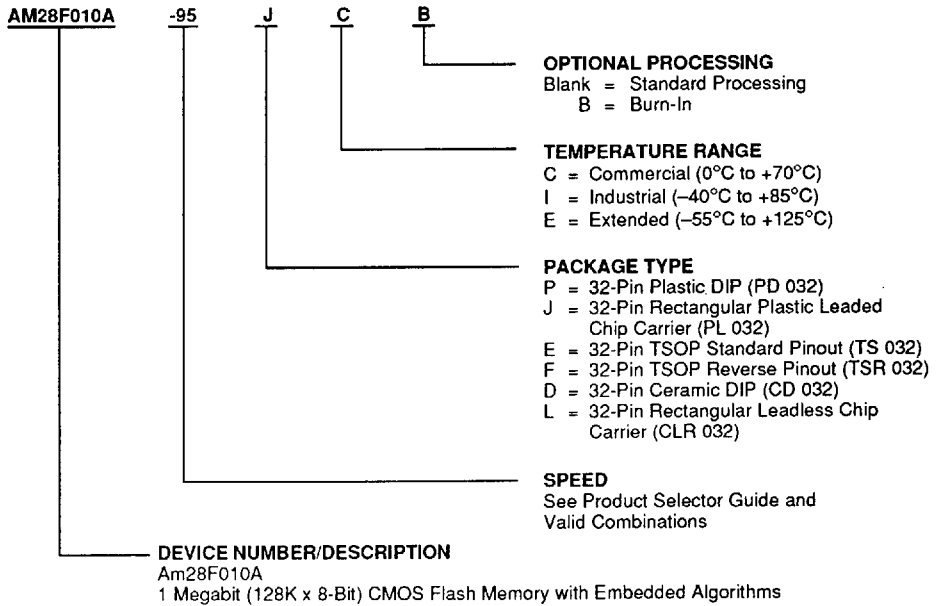 AM28F010A -95 J C B
OPTIONAL PROCESSING
Blank = Standard Processing
B = Burn-In
TEMPERATURE RANGE
C = Commercial (0°C to +70°C)
I = Industrial (–40°C to +85°C)
E = Extended (–55°C to +125°C)
PACKAGE TYPE
P = 32-Pin Plastic DIP (PD 032)
J = 32-Pin Rectangular Plastic Leaded
Chip Carrier (PL 032)
E = 32-Pin TSOP Standard Pinout (TS 032)
F = 32-Pin TSOP Reverse Pinout (TSR 032)
D = 32-Pin Ceramic DIP (CD 032)
L = 32-Pin Rectangular Leadless Chip
Carrier (CLR 032)
SPEED
See Product Selector Guide and
Valid Combinations
DEVICE NUMBER/DESCRIPTION
Am28F010A
1 Megabit (128K x 8-Bit) CMOS Flash Memory with Embedded Algorithms